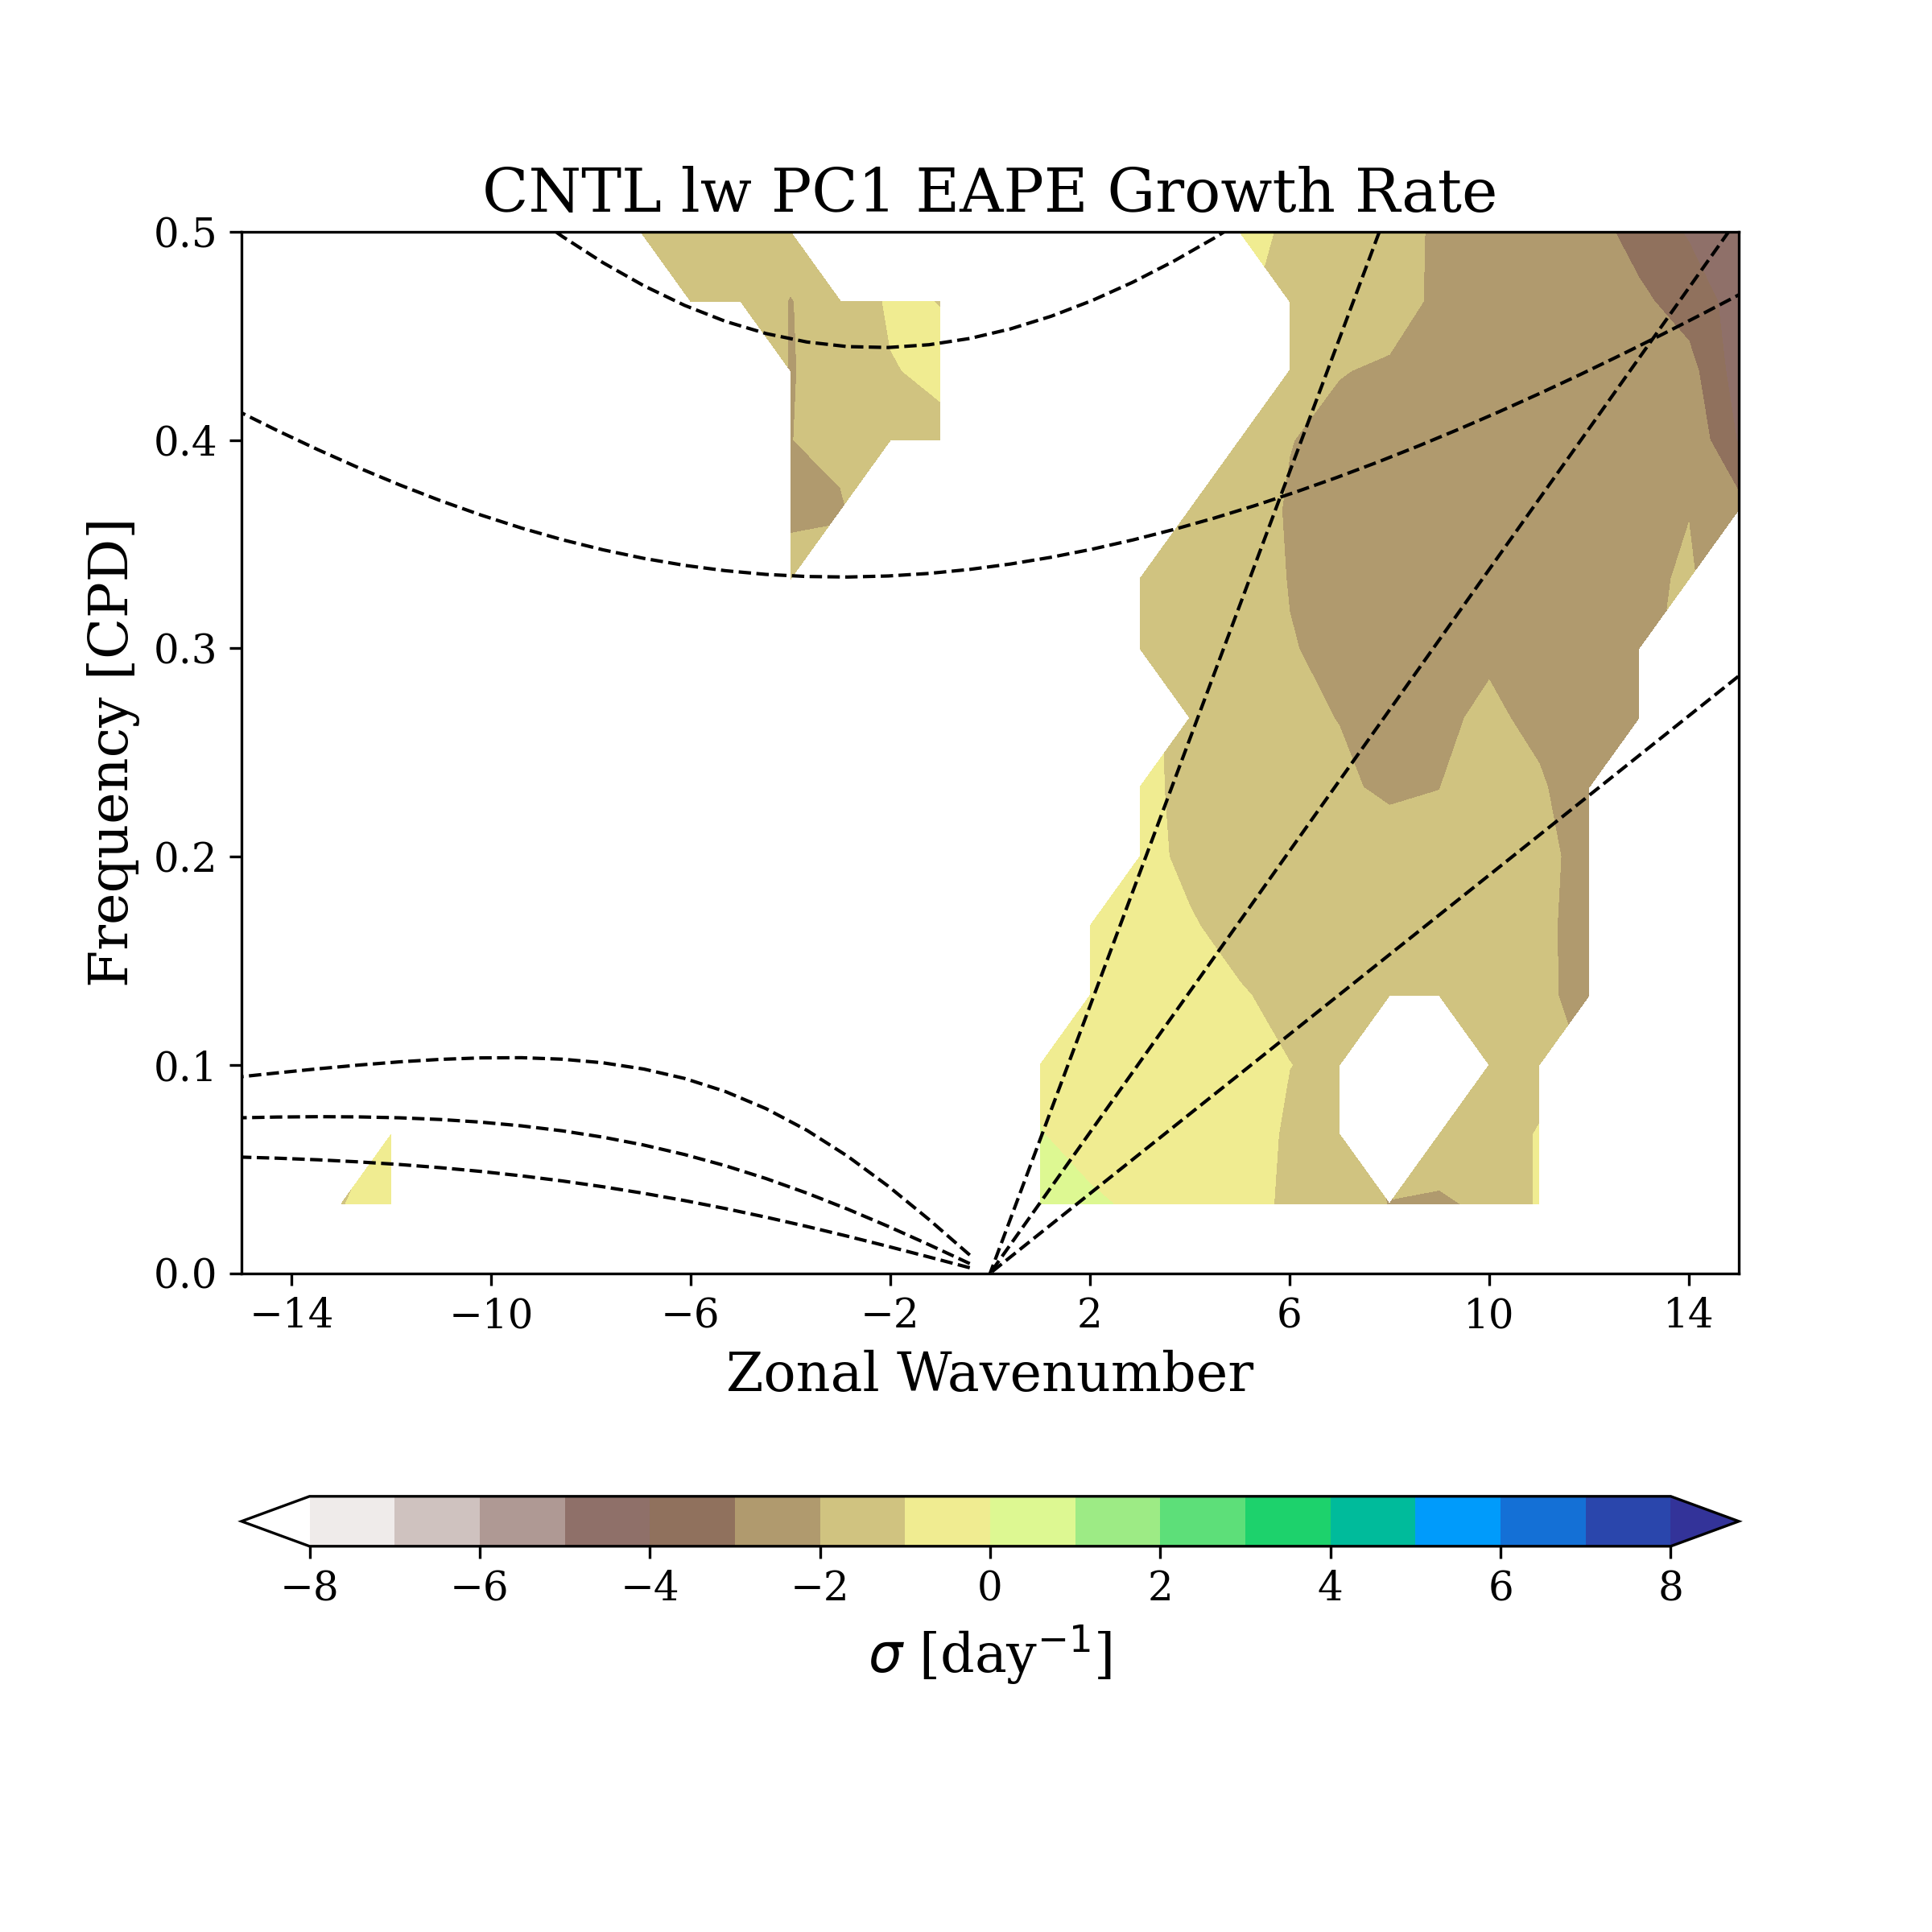 CNTL lw PC1 EAPE Growth Rate
0.5
0.4
0.3
0.2
0.1
0.0
Frequency [CPD]
−14 −10 −6 −2 2 6 10 14
Zonal Wavenumber
−8 −6 −4 −2 0 2 4 6 8
σ [day⁻¹]